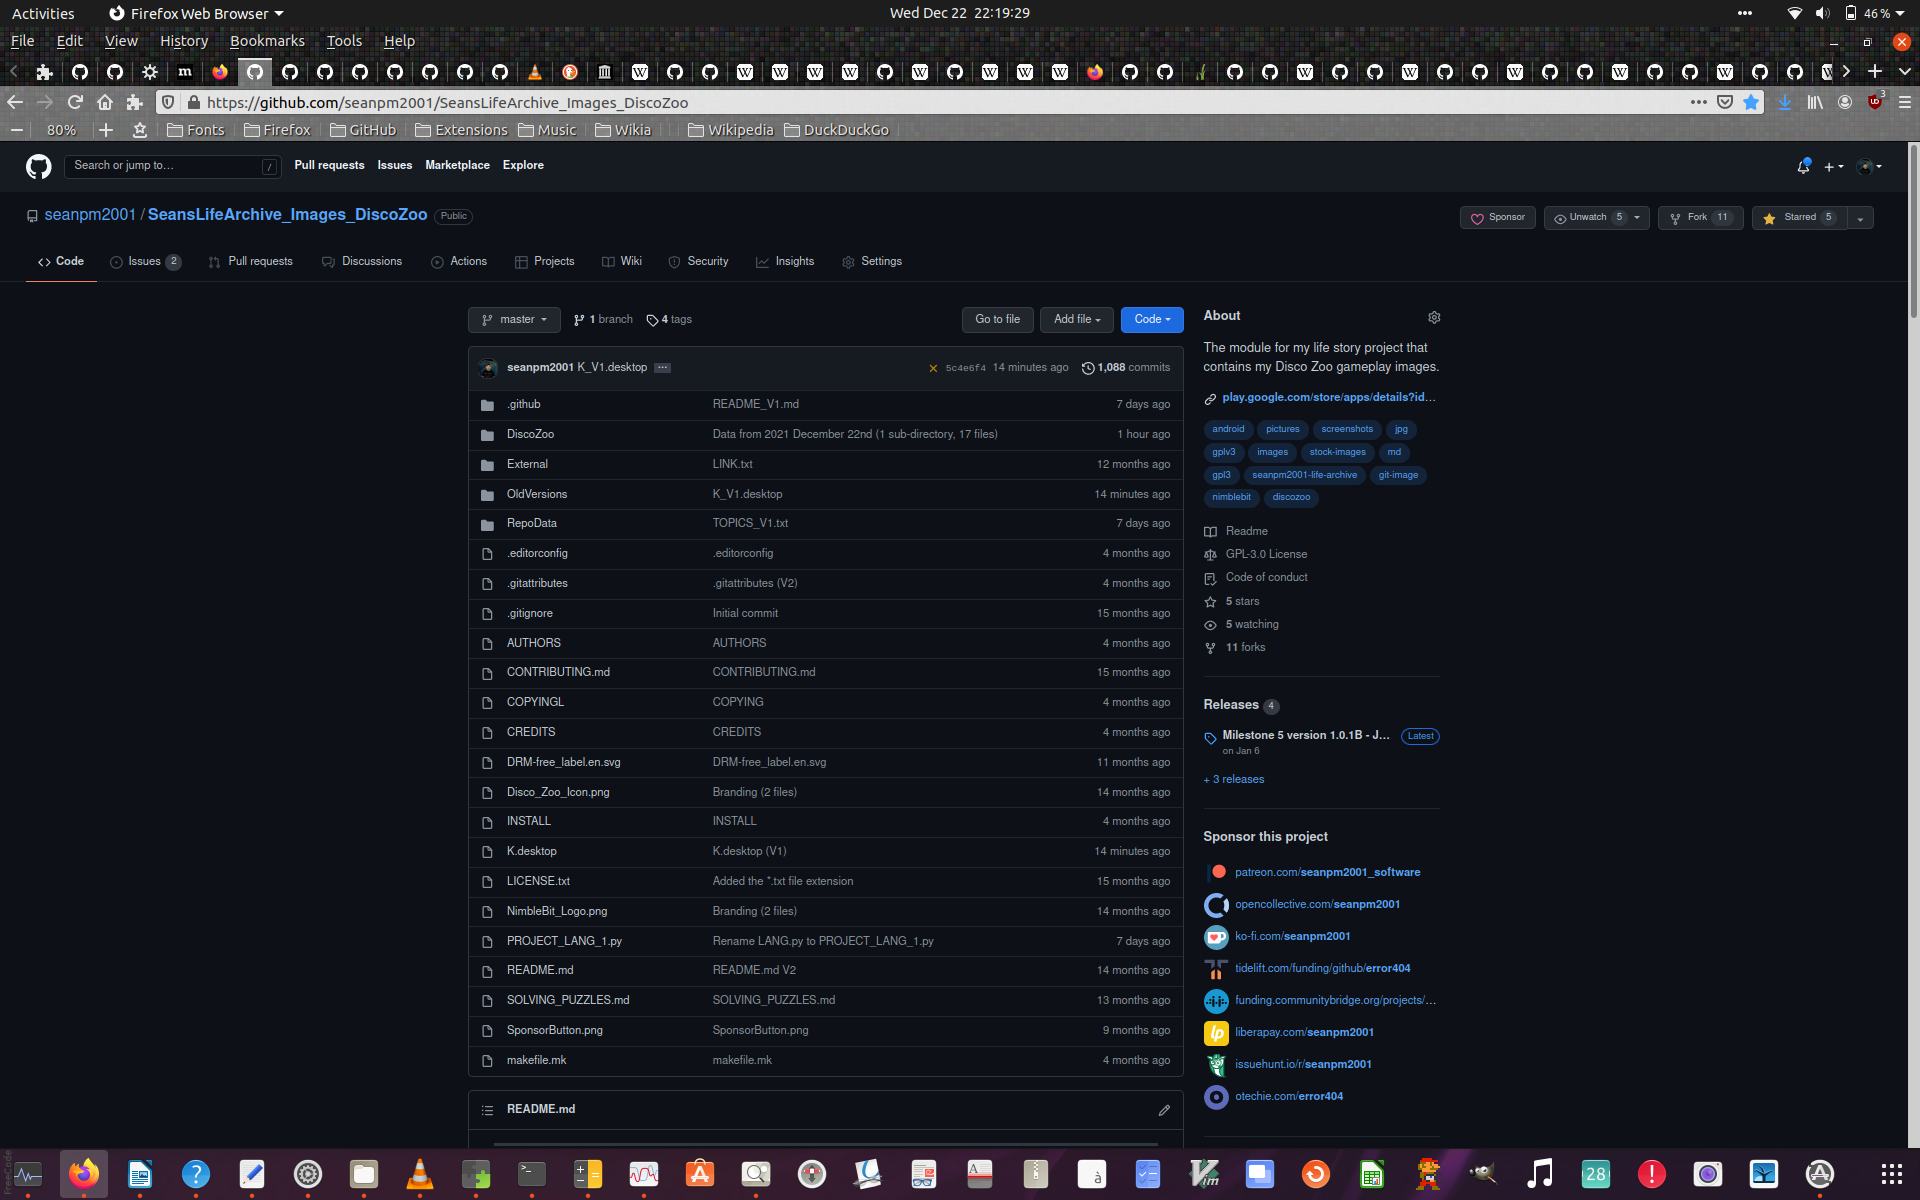 Activities
Firefox Web Browser
Wed Dec 22 22:19:29
46 %
File Edit View History Bookmarks Tools Help
https://github.com/seanpm2001/SeansLifeArchive_Images_DiscoZoo
3
80%
Fonts Firefox GitHub Extensions Music Wikia Wikipedia DuckDuckGo
Search or jump to… /
Pull requests Issues Marketplace Explore
seanpm2001 / SeansLifeArchive_Images_DiscoZoo Public
Sponsor Unwatch 5 Fork 11 Starred 5
Code Issues 2 Pull requests Discussions Actions Projects Wiki Security Insights Settings
master 1 branch 4 tags
Go to file Add file Code
seanpm2001 K_V1.desktop 5c4e6f4 14 minutes ago 1,088 commits
.github README_V1.md 7 days ago
DiscoZoo Data from 2021 December 22nd (1 sub-directory, 17 files) 1 hour ago
External LINK.txt 12 months ago
OldVersions K_V1.desktop 14 minutes ago
RepoData TOPICS_V1.txt 7 days ago
.editorconfig .editorconfig 4 months ago
.gitattributes .gitattributes (V2) 4 months ago
.gitignore Initial commit 15 months ago
AUTHORS AUTHORS 4 months ago
CONTRIBUTING.md CONTRIBUTING.md 15 months ago
COPYINGL COPYING 4 months ago
CREDITS CREDITS 4 months ago
DRM-free_label.en.svg DRM-free_label.en.svg 11 months ago
Disco_Zoo_Icon.png Branding (2 files) 14 months ago
INSTALL INSTALL 4 months ago
K.desktop K.desktop (V1) 14 minutes ago
LICENSE.txt Added the *.txt file extension 15 months ago
NimbleBit_Logo.png Branding (2 files) 14 months ago
PROJECT_LANG_1.py Rename LANG.py to PROJECT_LANG_1.py 7 days ago
README.md README.md V2 14 months ago
SOLVING_PUZZLES.md SOLVING_PUZZLES.md 13 months ago
SponsorButton.png SponsorButton.png 9 months ago
makefile.mk makefile.mk 4 months ago
README.md
About
The module for my life story project that
contains my Disco Zoo gameplay images.
play.google.com/store/apps/details?id…
android pictures screenshots jpg
gplv3 images stock-images md
gpl3 seanpm2001-life-archive git-image
nimblebit discozoo
Readme
GPL-3.0 License
Code of conduct
5 stars
5 watching
11 forks
Releases 4
Milestone 5 version 1.0.1B - J… Latest
on Jan 6
+ 3 releases
Sponsor this project
patreon.com/seanpm2001_software
opencollective.com/seanpm2001
ko-fi.com/seanpm2001
tidelift.com/funding/github/error404
funding.communitybridge.org/projects/…
liberapay.com/seanpm2001
issuehunt.io/r/seanpm2001
otechie.com/error404
28